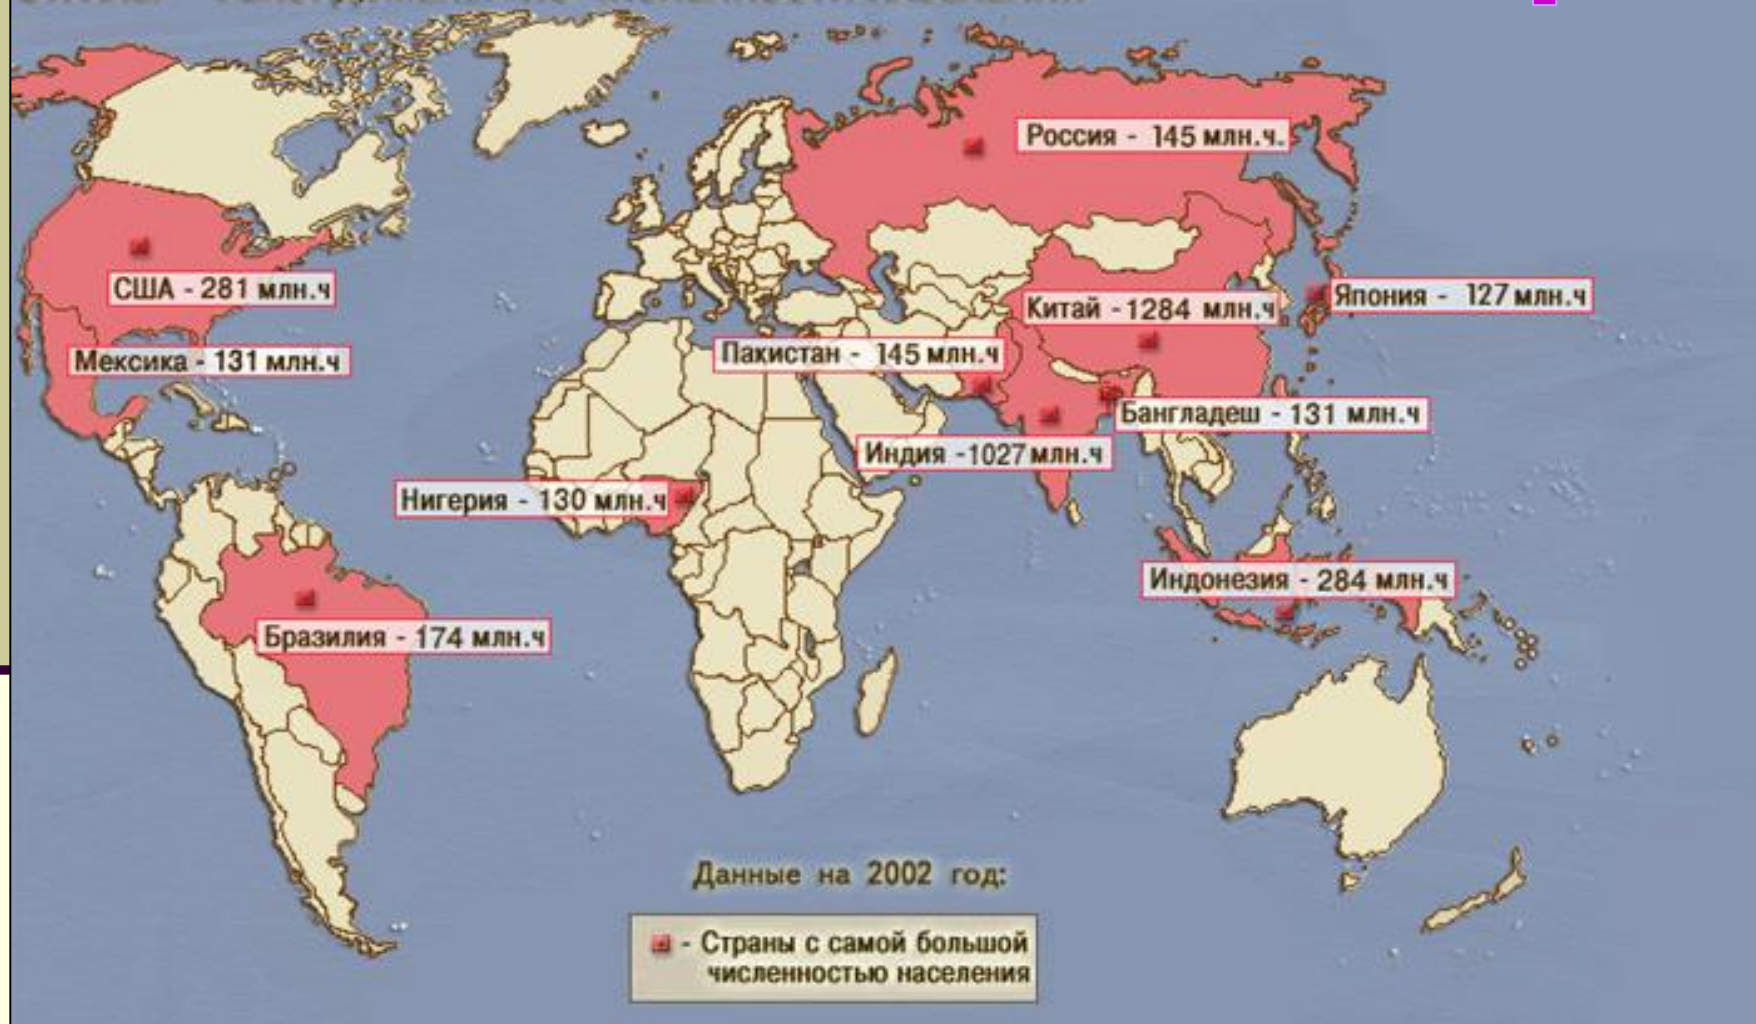 Россия - 145 млн.ч.
США - 281 млн.ч
Китай - 1284 млн.ч
Япония - 127 млн.ч
Мексика - 131 млн.ч
Пакистан - 145 млн.ч
Бангладеш - 131 млн.ч
Индия -1027 млн.ч
Нигерия - 130 млн.ч
Индонезия - 284 млн.ч
Бразилия - 174 млн.ч
Данные на 2002 год:
- Страны с самой большой
численностью населения